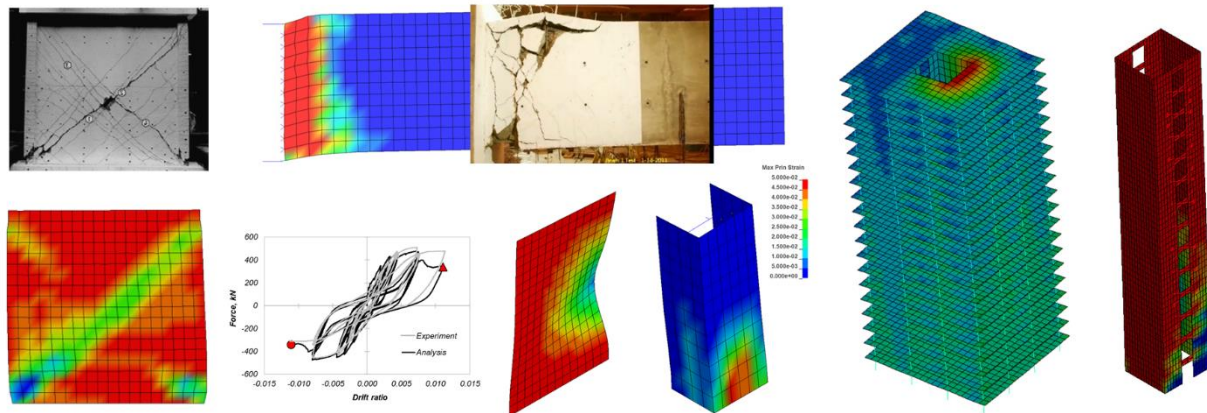 Max Prin Strain
5.000e-02
4.500e-02
4.000e-02
3.500e-02
3.000e-02
2.500e-02
2.000e-02
1.500e-02
1.000e-02
5.000e-03
0.000e+00
600
400
200
0
-200
-400
-600
Force, kN
Experiment
Analysis
-0.015 -0.010 -0.005 0.000 0.005 0.010 0.015
Drift ratio